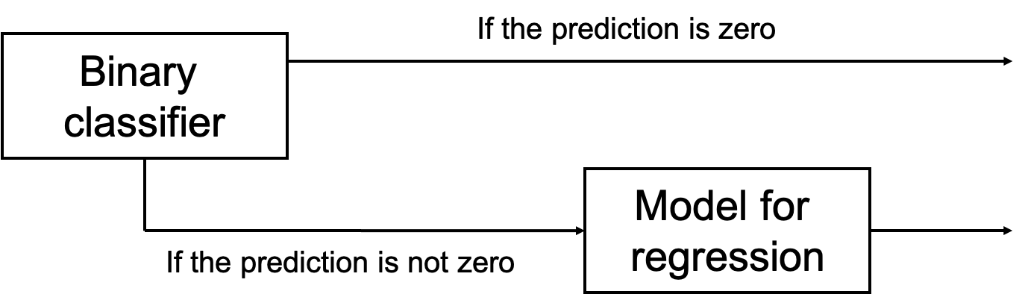 If the prediction is zero
Binary
classifier
Model for
regression
If the prediction is not zero